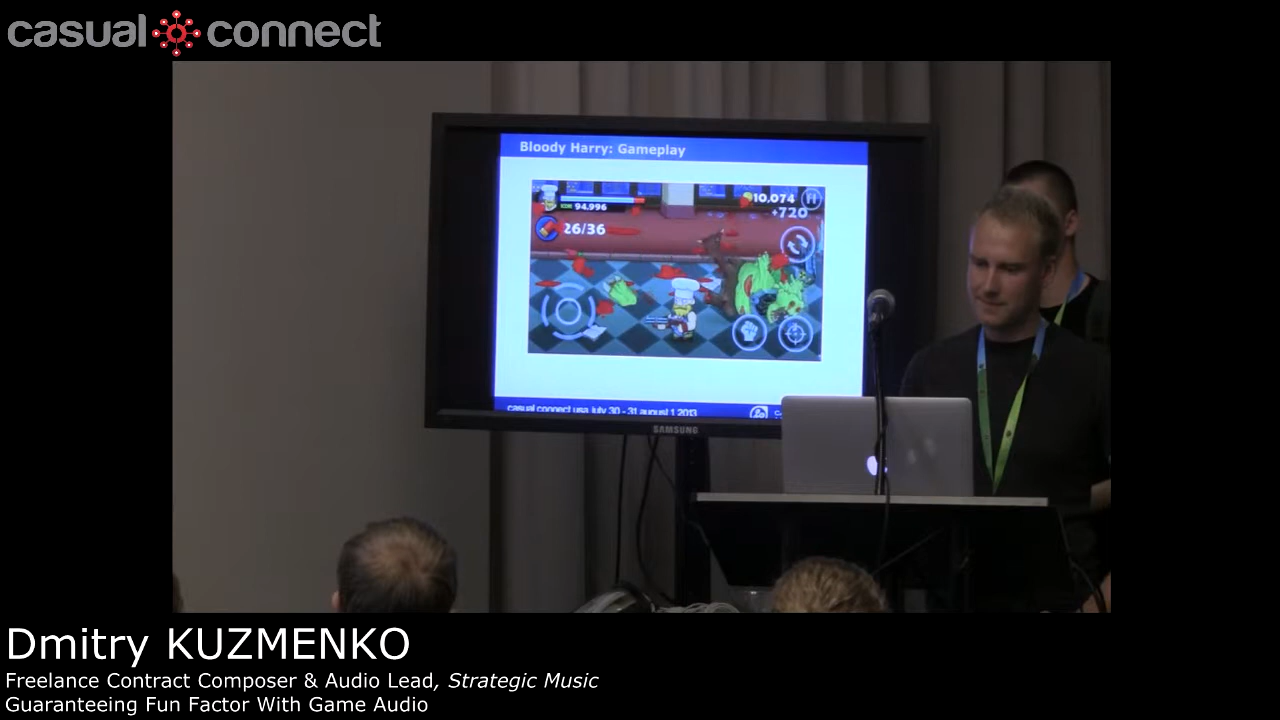 casual connect
Bloody Harry: Gameplay
94,996
10,074
+720
26/36
casual connect usa july 30 - 31 august 1 2013
SAMSUNG
Dmitry KUZMENKO
Freelance Contract Composer & Audio Lead, Strategic Music
Guaranteeing Fun Factor With Game Audio